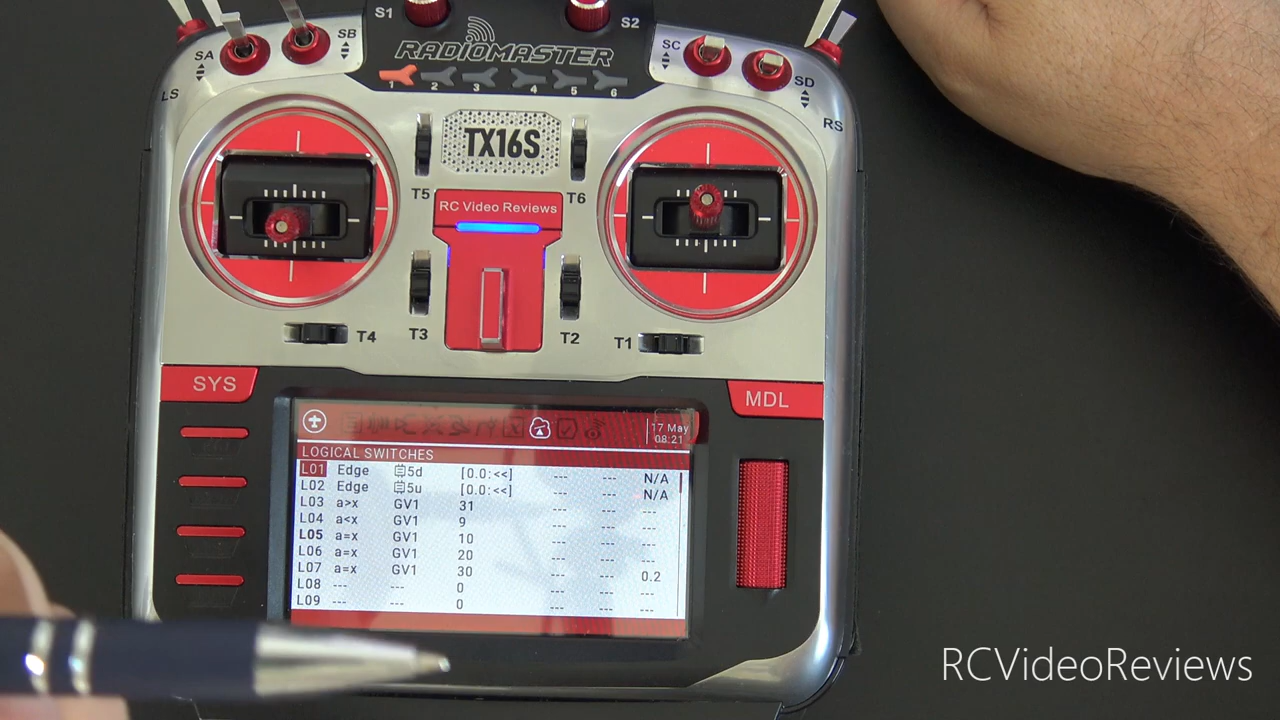 S1
S2
SA
SB
SC
SD
LS
RS
RADIOMASTER
1 2 3 4 5 6
TX16S
T5
T6
RC Video Reviews
T4
T3
T2
T1
SYS
MDL
17 May
08:21
LOGICAL SWITCHES
L01 Edge 5d [0.0:<<] --- --- N/A
L02 Edge 5u [0.0:<<] --- --- N/A
L03 a>x GV1 31 --- --- ---
L04 a<x GV1 9 --- --- ---
L05 a=x GV1 10 --- --- ---
L06 a=x GV1 20 --- --- ---
L07 a=x GV1 30 --- --- 0.2
L08 --- --- 0 --- --- ---
L09 --- --- 0 --- --- ---
RCVideoReviews